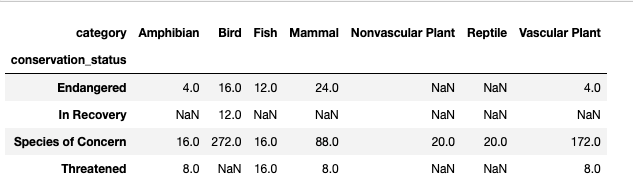 category Amphibian Bird Fish Mammal Nonvascular Plant Reptile Vascular Plant
conservation_status
Endangered 4.0 16.0 12.0 24.0 NaN NaN 4.0
In Recovery NaN 12.0 NaN NaN NaN NaN NaN
Species of Concern 16.0 272.0 16.0 88.0 20.0 20.0 172.0
Threatened 8.0 NaN 16.0 8.0 NaN NaN 8.0